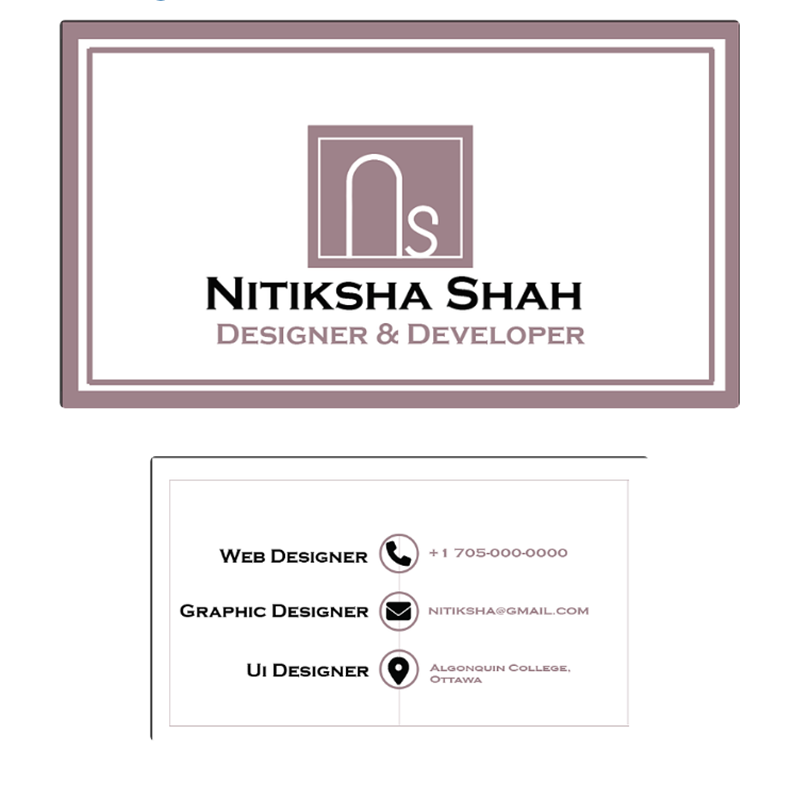 ns
Nitiksha Shah
Designer & Developer
Web Designer
+1 705-000-0000
Graphic Designer
nitiksha@gmail.com
Ui Designer
Algonquin College,
Ottawa